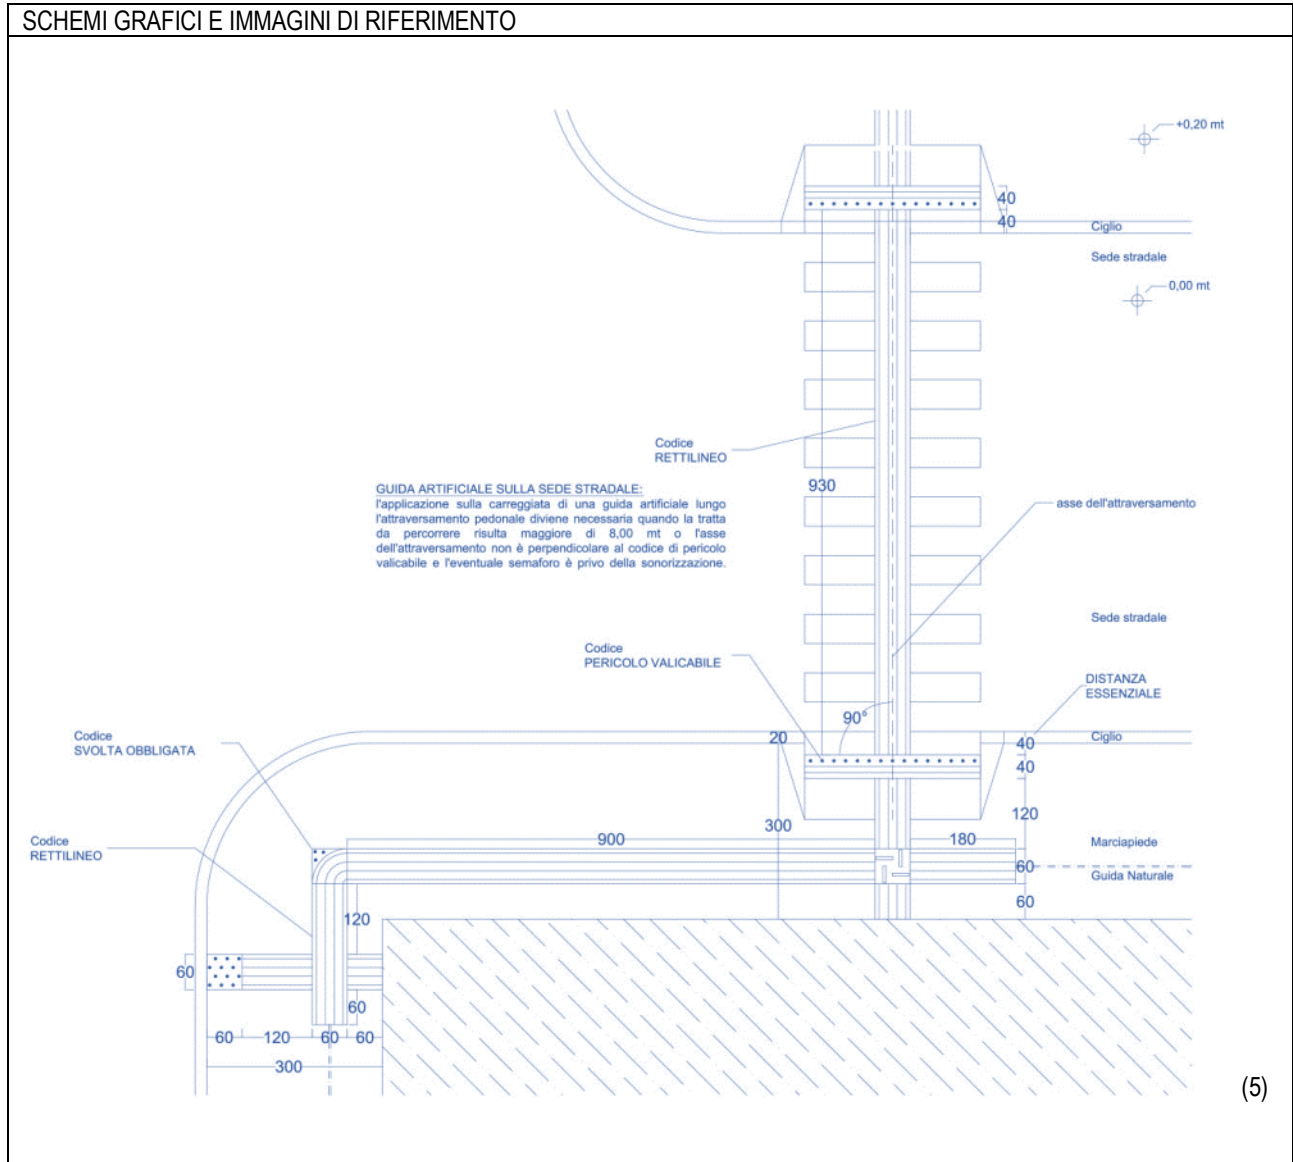 SCHEMI GRAFICI E IMMAGINI DI RIFERIMENTO
+0,20 mt
40
40
Ciglio
Sede stradale
0,00 mt
Codice
RETTILINEO
930
GUIDA ARTIFICIALE SULLA SEDE STRADALE:
l'applicazione sulla carreggiata di una guida artificiale lungo
l'attraversamento pedonale diviene necessaria quando la tratta
da percorrere risulta maggiore di 8,00 mt o l'asse
dell'attraversamento non è perpendicolare al codice di pericolo
valicabile e l'eventuale semaforo è privo della sonorizzazione.
asse dell'attraversamento
Sede stradale
Codice
PERICOLO VALICABILE
DISTANZA
ESSENZIALE
90°
Codice
SVOLTA OBBLIGATA
20
40
Ciglio
40
120
300
Codice
RETTILINEO
900
180
Marciapiede
60
Guida Naturale
60
120
60
60
60
120
60
60
300
(5)